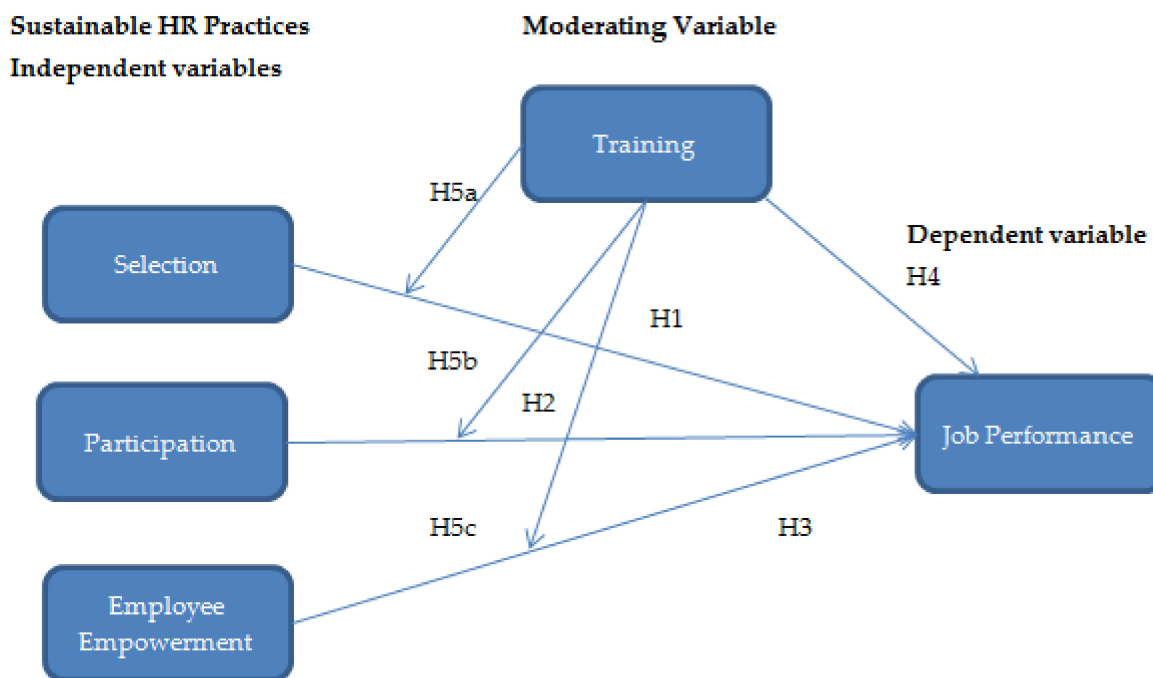 Sustainable HR Practices
Independent variables
Moderating Variable
Training
H5a
Selection
Dependent variable
H4
H1
H5b
H2
Participation
Job Performance
H5c
H3
Employee
Empowerment